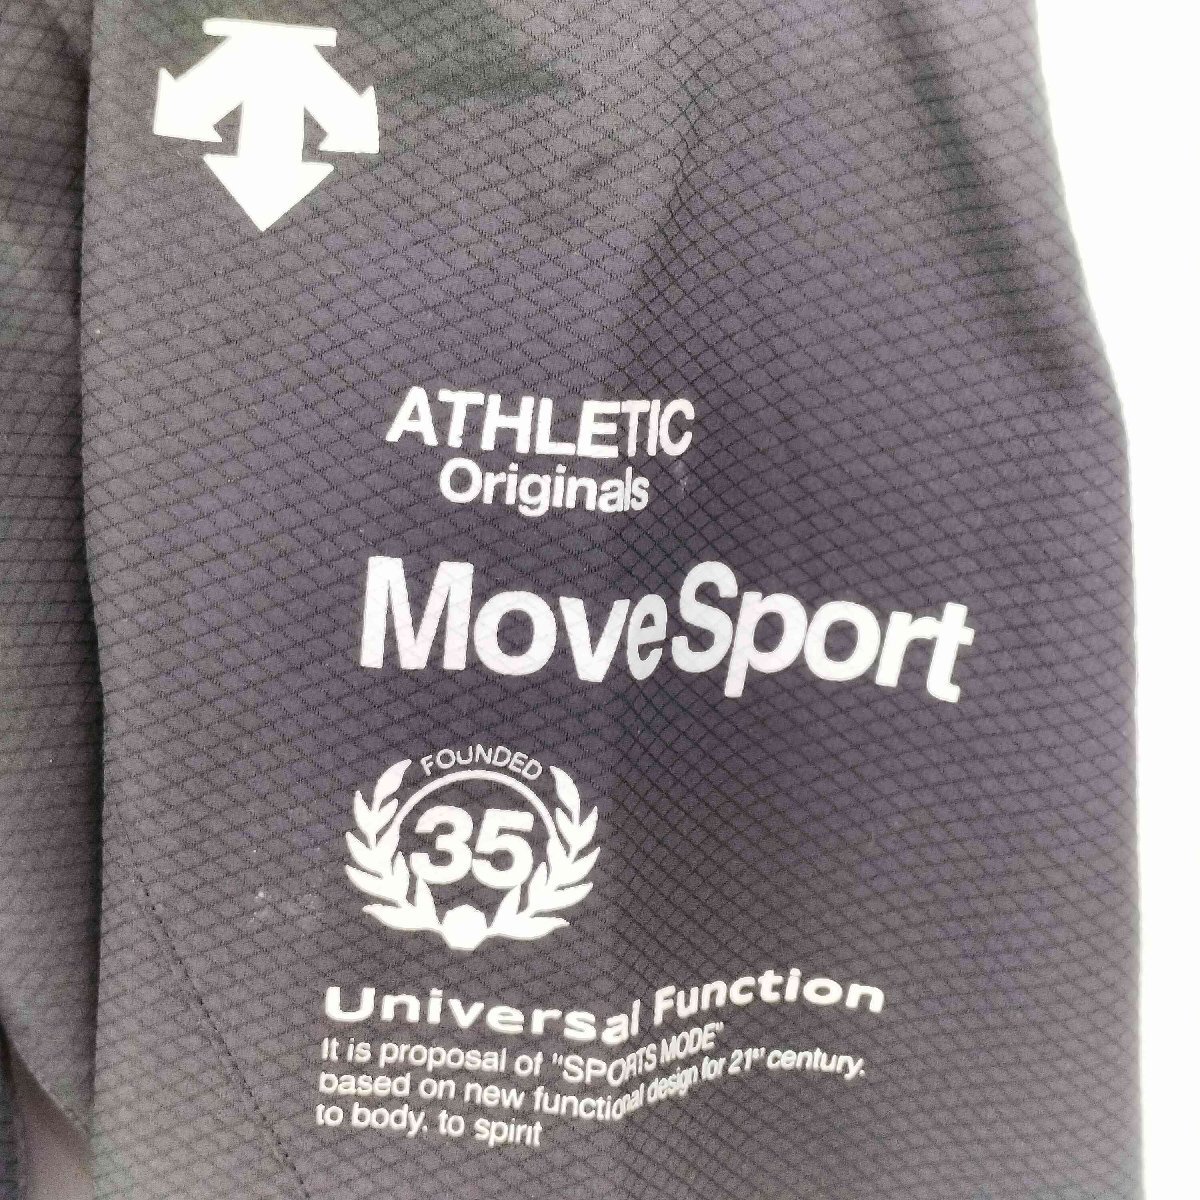 ATHLETIC
Originals
MoveSport
FOUNDED
35
Universal Function
It is proposal of "SPORTS MODE"
based on new functional design for 21st century.
to body. to spirit